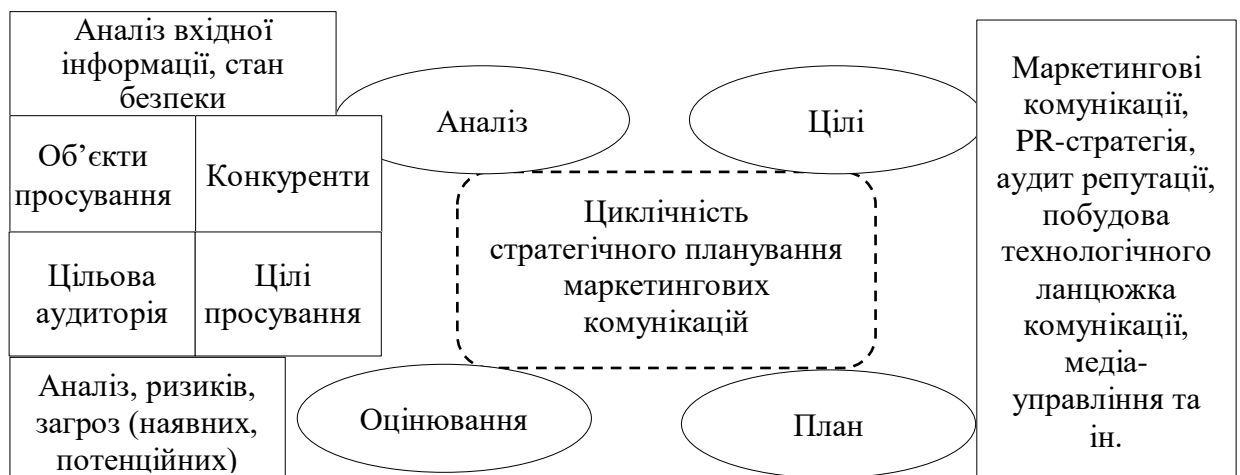 Аналіз вхідної
інформації, стан
безпеки
Об’єкти
просування
Конкуренти
Цільова
аудиторія
Цілі
просування
Аналіз, ризиків,
загроз (наявних,
потенційних)
Аналіз
Цілі
Циклічність
стратегічного планування
маркетингових
комунікацій
Оцінювання
План
Маркетингові
комунікації,
PR-стратегія,
аудит репутації,
побудова
технологічного
ланцюжка
комунікації,
медіа-
управління та
ін.